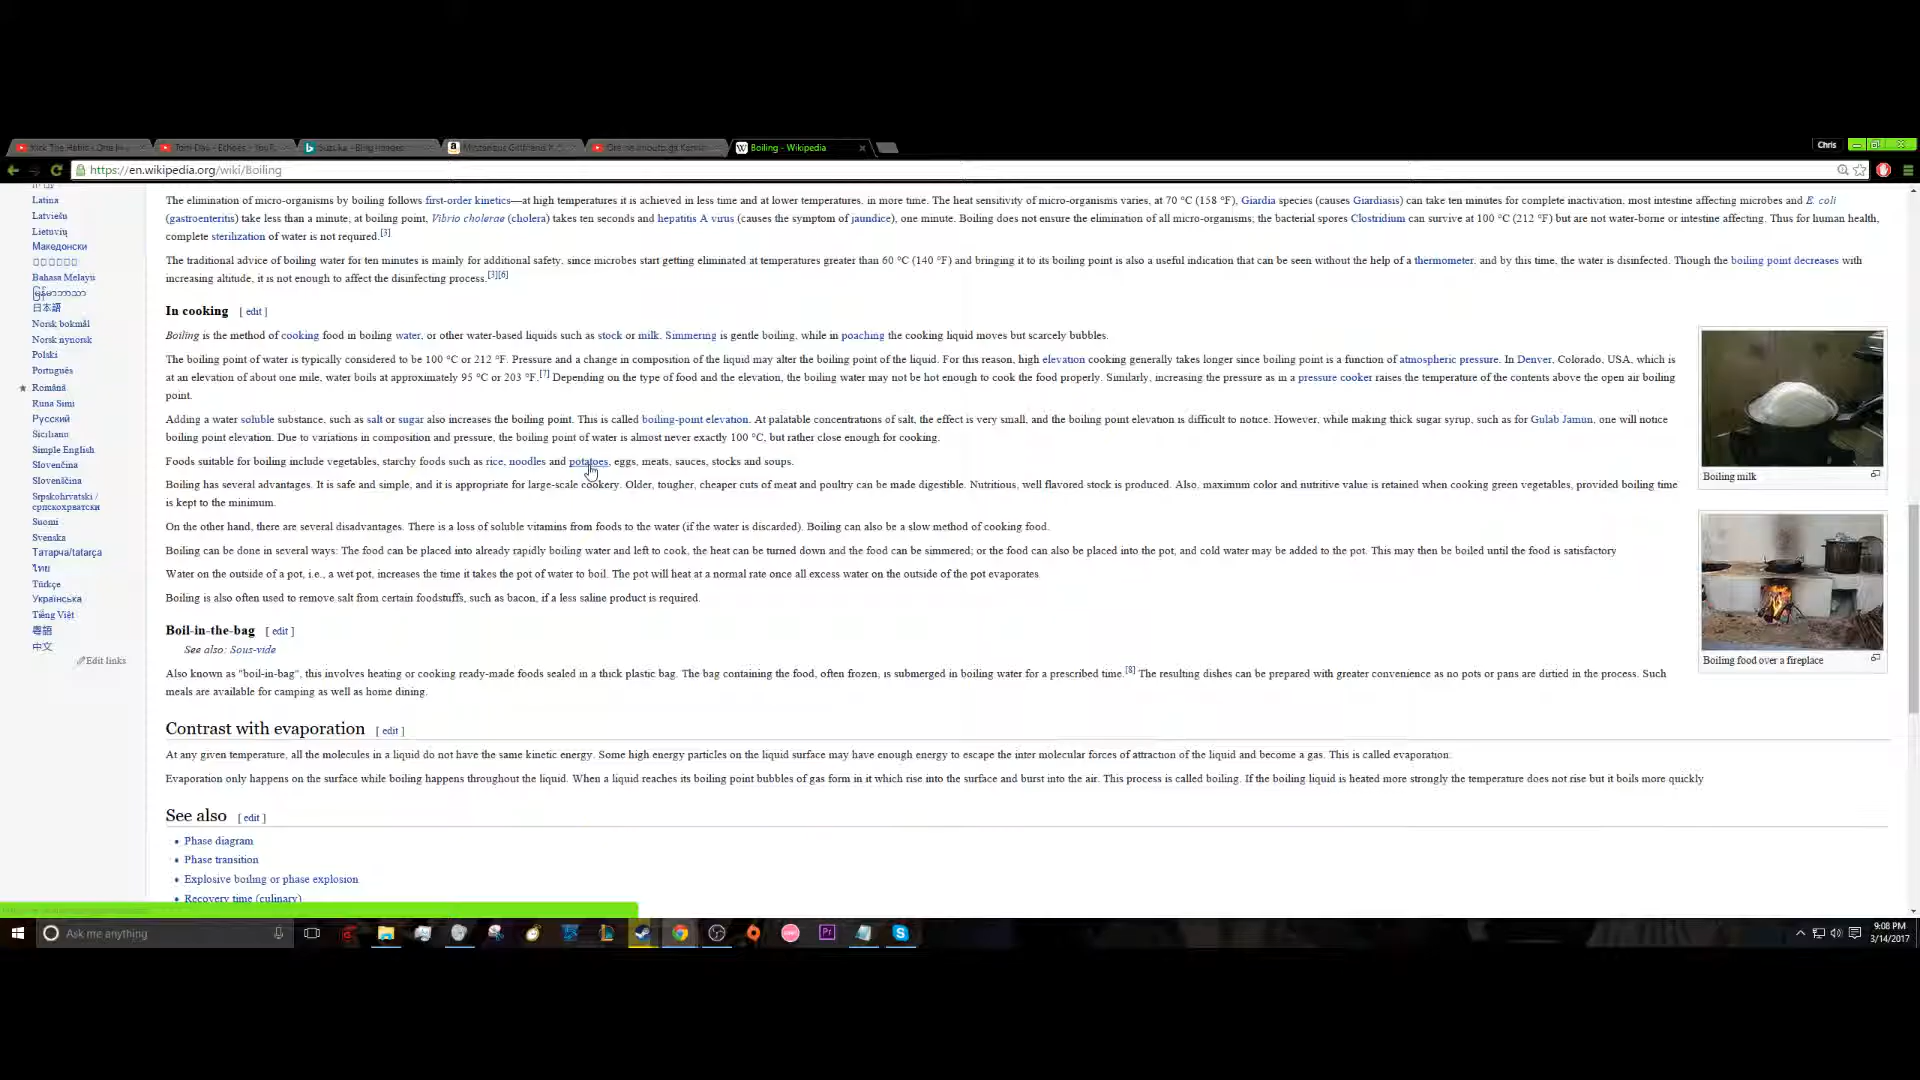 Boiling - Wikipedia
Chris
https://en.wikipedia.org/wiki/Boiling
Latina
Latviešu
Lietuvių
Македонски
Bahasa Melayu
မြန်မာဘာသာ
日本語
Norsk bokmål
Norsk nynorsk
Polski
Português
Română
Runa Simi
Русский
Sicilianu
Simple English
Slovenčina
Slovenščina
Srpskohrvatski /
српскохрватски
Suomi
Svenska
Татарча/tatarça
ไทย
Türkçe
Українська
Tiếng Việt
粵語
中文
Edit links
The elimination of micro-organisms by boiling follows first-order kinetics—at high temperatures it is achieved in less time and at lower temperatures, in more time. The heat sensitivity of micro-organisms varies, at 70 °C (158 °F), Giardia species (causes Giardiasis) can take ten minutes for complete inactivation, most intestine affecting microbes and E. coli
(gastroenteritis) take less than a minute; at boiling point, Vibrio cholerae (cholera) takes ten seconds and hepatitis A virus (causes the symptom of jaundice), one minute. Boiling does not ensure the elimination of all micro-organisms; the bacterial spores Clostridium can survive at 100 °C (212 °F) but are not water-borne or intestine affecting. Thus for human health,
complete sterilization of water is not required.[3]
The traditional advice of boiling water for ten minutes is mainly for additional safety, since microbes start getting eliminated at temperatures greater than 60 °C (140 °F) and bringing it to its boiling point is also a useful indication that can be seen without the help of a thermometer, and by this time, the water is disinfected. Though the boiling point decreases with
increasing altitude, it is not enough to affect the disinfecting process.[3][6]
In cooking [ edit ]
Boiling is the method of cooking food in boiling water, or other water-based liquids such as stock or milk. Simmering is gentle boiling, while in poaching the cooking liquid moves but scarcely bubbles.
The boiling point of water is typically considered to be 100 °C or 212 °F. Pressure and a change in composition of the liquid may alter the boiling point of the liquid. For this reason, high elevation cooking generally takes longer since boiling point is a function of atmospheric pressure. In Denver, Colorado, USA, which is
at an elevation of about one mile, water boils at approximately 95 °C or 203 °F.[7] Depending on the type of food and the elevation, the boiling water may not be hot enough to cook the food properly. Similarly, increasing the pressure as in a pressure cooker raises the temperature of the contents above the open air boiling
point.
Adding a water soluble substance, such as salt or sugar also increases the boiling point. This is called boiling-point elevation. At palatable concentrations of salt, the effect is very small, and the boiling point elevation is difficult to notice. However, while making thick sugar syrup, such as for Gulab Jamun, one will notice
boiling point elevation. Due to variations in composition and pressure, the boiling point of water is almost never exactly 100 °C, but rather close enough for cooking.
Foods suitable for boiling include vegetables, starchy foods such as rice, noodles and potatoes, eggs, meats, sauces, stocks and soups.
Boiling has several advantages. It is safe and simple, and it is appropriate for large-scale cookery. Older, tougher, cheaper cuts of meat and poultry can be made digestible. Nutritious, well flavored stock is produced. Also, maximum color and nutritive value is retained when cooking green vegetables, provided boiling time
is kept to the minimum.
On the other hand, there are several disadvantages. There is a loss of soluble vitamins from foods to the water (if the water is discarded). Boiling can also be a slow method of cooking food.
Boiling can be done in several ways: The food can be placed into already rapidly boiling water and left to cook, the heat can be turned down and the food can be simmered; or the food can also be placed into the pot, and cold water may be added to the pot. This may then be boiled until the food is satisfactory
Water on the outside of a pot, i.e., a wet pot, increases the time it takes the pot of water to boil. The pot will heat at a normal rate once all excess water on the outside of the pot evaporates
Boiling is also often used to remove salt from certain foodstuffs, such as bacon, if a less saline product is required.
Boiling milk
Boiling food over a fireplace
Boil-in-the-bag [ edit ]
See also: Sous-vide
Also known as "boil-in-bag", this involves heating or cooking ready-made foods sealed in a thick plastic bag. The bag containing the food, often frozen, is submerged in boiling water for a prescribed time.[8] The resulting dishes can be prepared with greater convenience as no pots or pans are dirtied in the process. Such
meals are available for camping as well as home dining.
Contrast with evaporation [ edit ]
At any given temperature, all the molecules in a liquid do not have the same kinetic energy. Some high energy particles on the liquid surface may have enough energy to escape the inter molecular forces of attraction of the liquid and become a gas. This is called evaporation.
Evaporation only happens on the surface while boiling happens throughout the liquid. When a liquid reaches its boiling point bubbles of gas form in it which rise into the surface and burst into the air. This process is called boiling. If the boiling liquid is heated more strongly the temperature does not rise but it boils more quickly
See also [ edit ]
Phase diagram
Phase transition
Explosive boiling or phase explosion
Recovery time (culinary)
Ask me anything
Pr
9:08 PM
3/14/2017